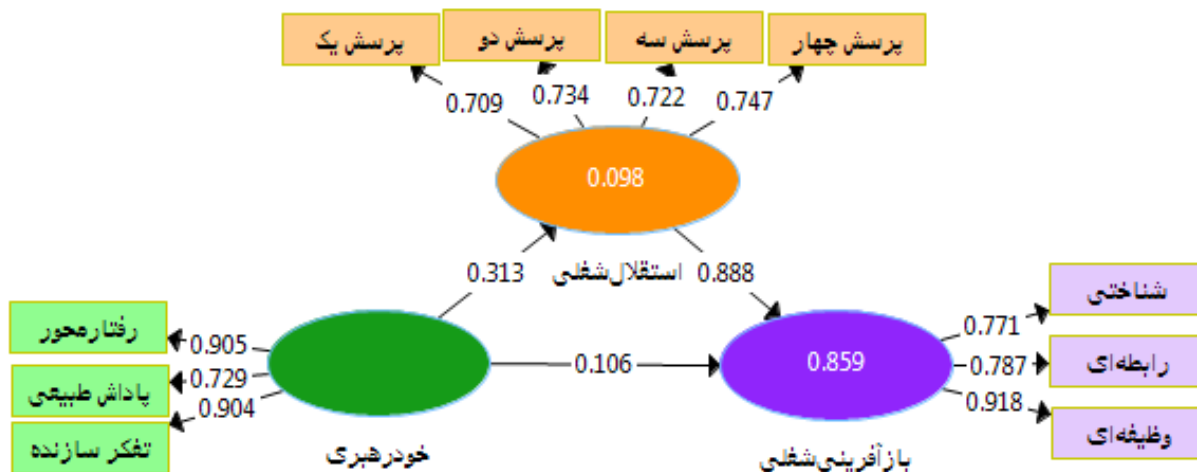 پرسش چهار
پرسش سه
پرسش دو
پرسش یک
0.709
0.734
0.722
0.747
0.098
استقلال‌شغلی
0.313
0.888
شناختی
رابطه‌ای
وظیفه‌ای
0.771
0.787
0.918
0.859
بازآفرینی‌شغلی
0.106
رفتارمحور
پاداش طبیعی
تفکر سازنده
0.905
0.729
0.904
خودرهبری